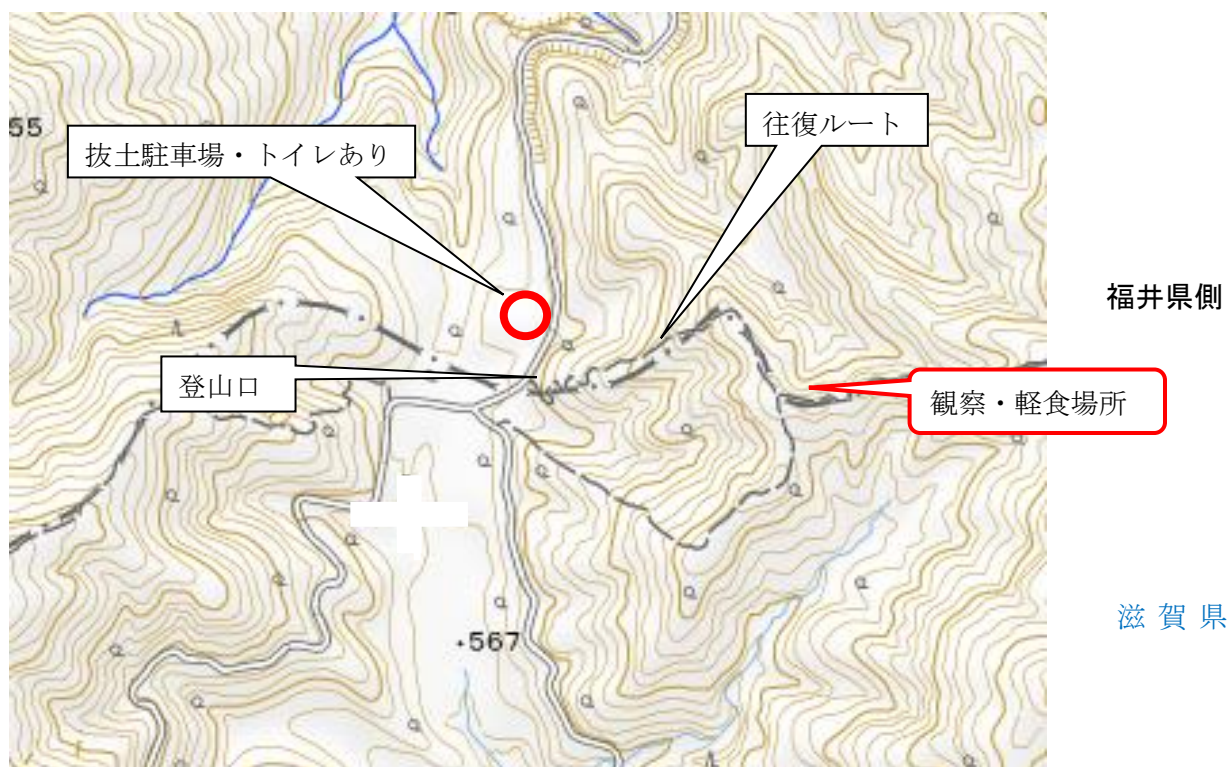 55
往復ルート
抜土駐車場・トイレあり
福井県側
登山口
観察・軽食場所
滋 賀 県
・567